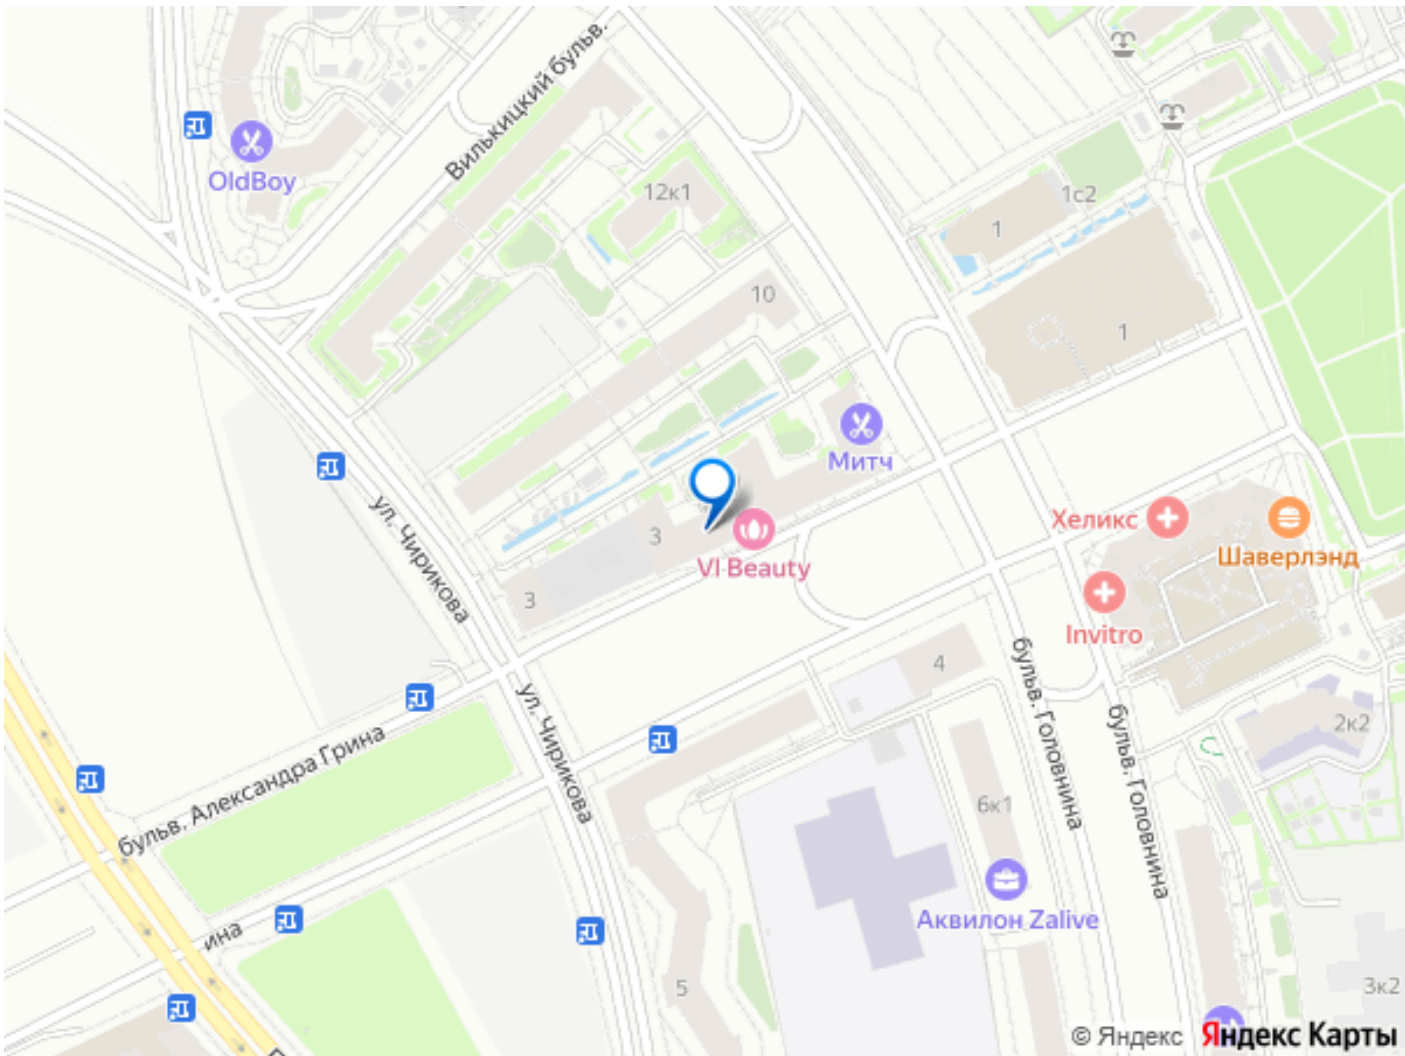 Вилькицкий бульв.
OldBoy
12к1
1с2
1
10
1
Митч
ул. Чирикова
3
VI Beauty
3
Хеликс
Шаверлэнд
Invitro
4
ул. Чирикова
бульв. Головнина
бульв. Головнина
2к2
бульв. Александра Грина
6к1
Аквилон Zalive
ина
5
3к2
© Яндекс Яндекс Карты